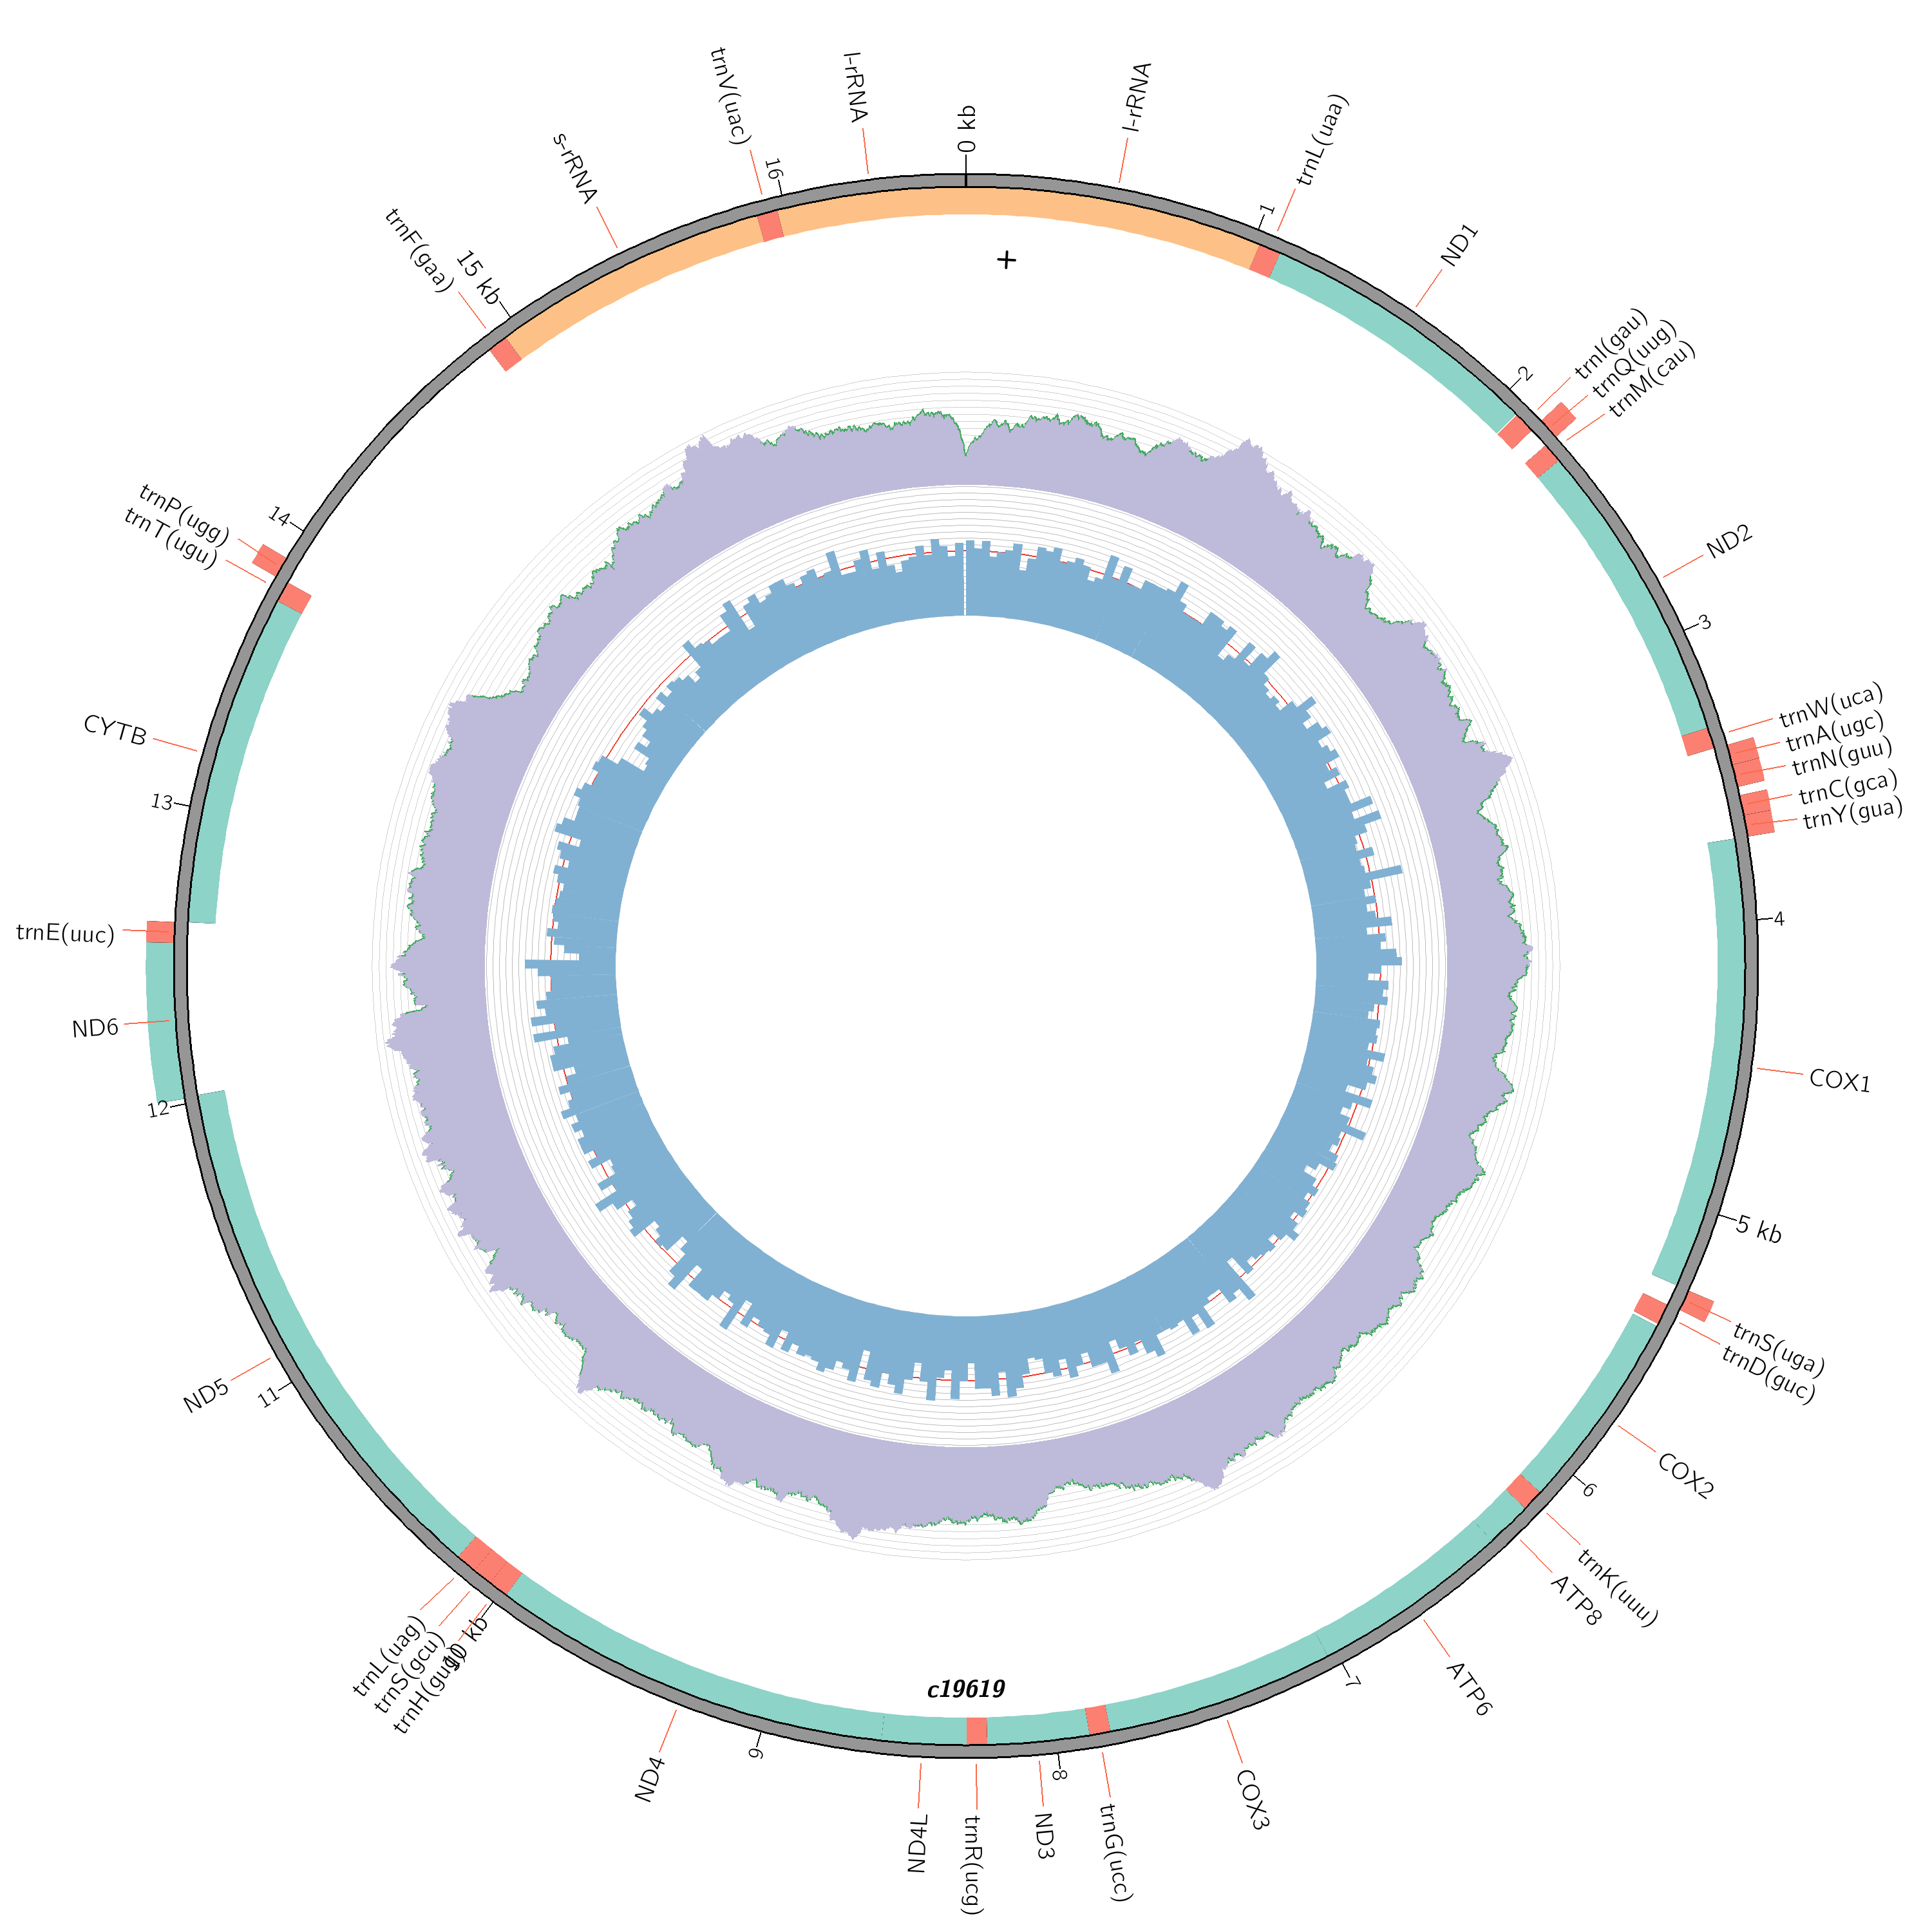 0 kb
l-rRNA
trnL(uaa)
1
ND1
2
trnI(gau)
trnQ(uug)
trnM(cau)
ND2
3
trnW(uca)
trnA(ugc)
trnN(guu)
trnC(gca)
trnY(gua)
4
COX1
5 kb
trnS(uga)
trnD(guc)
COX2
6
trnK(uuu)
ATP8
ATP6
7
COX3
trnG(ucc)
8
ND3
trnR(ucg)
ND4L
9
ND4
10 kb
trnH(gug)
trnS(gcu)
trnL(uag)
11
ND5
12
ND6
trnE(uuc)
13
CYTB
trnT(ugu)
trnP(ugg)
14
trnF(gaa)
15 kb
s-rRNA
trnV(uac)
16
l-rRNA
+
c19619